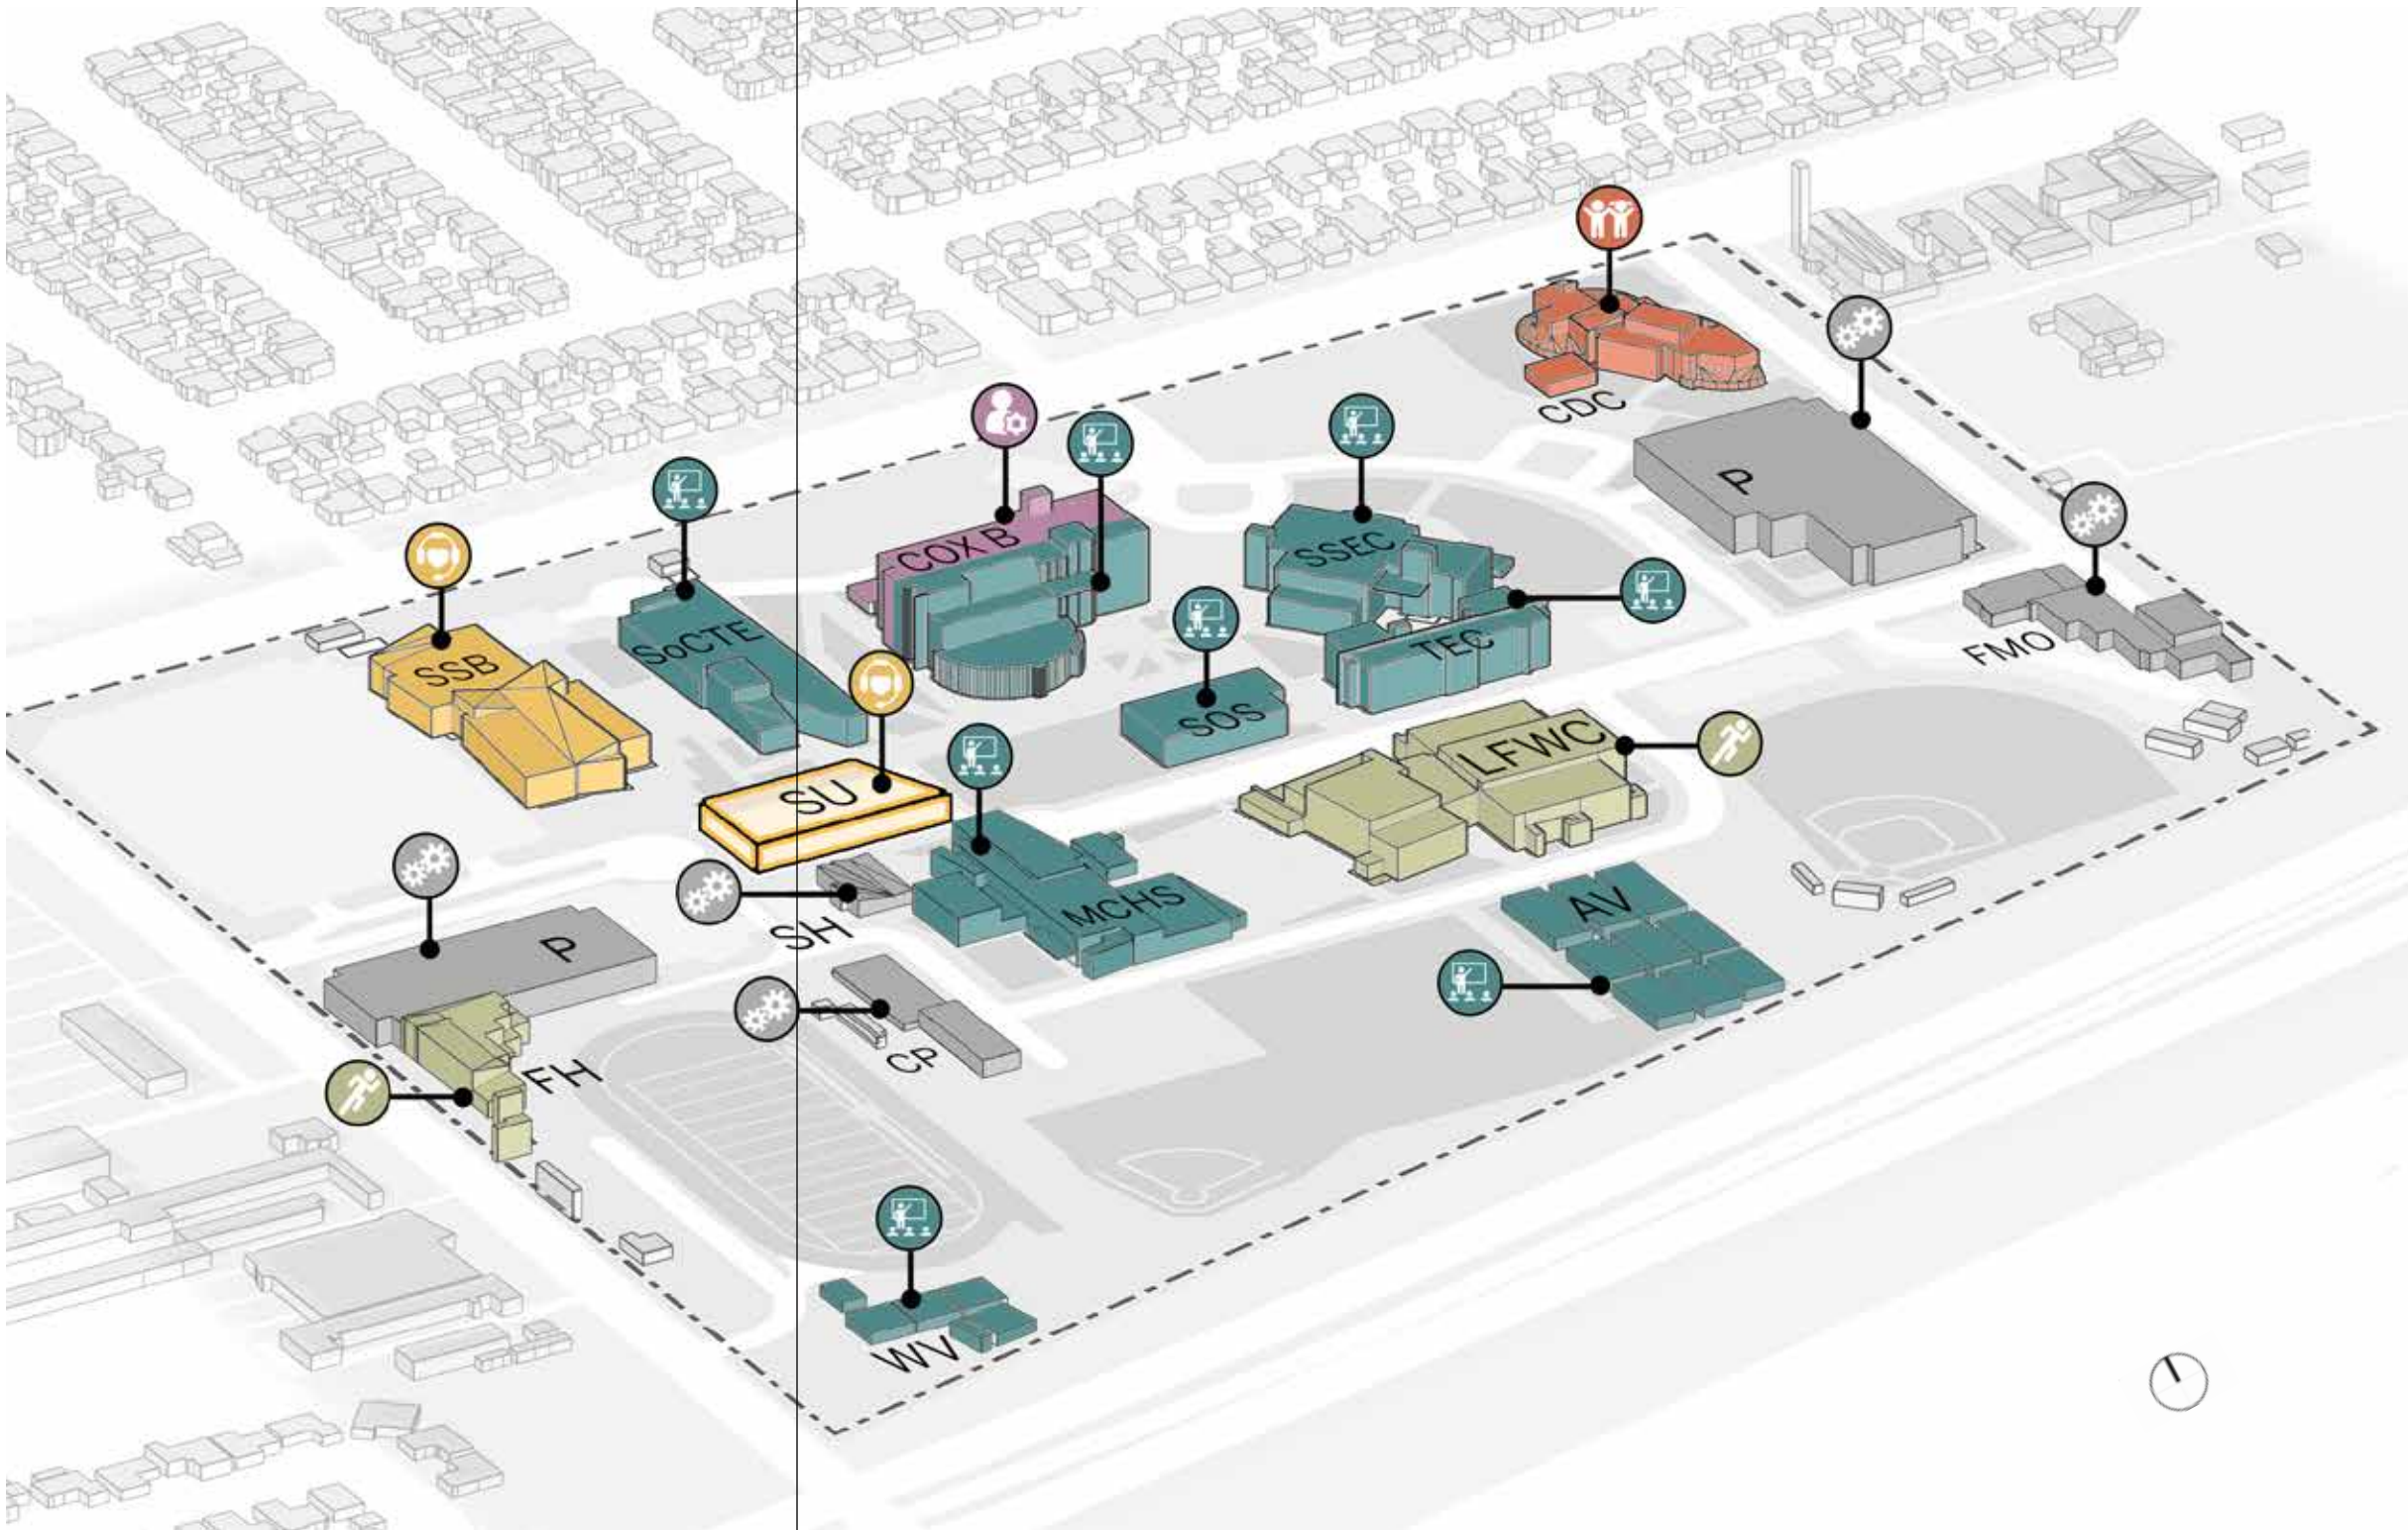 CDC
P
COX B
SSEC
SoCTE
TEC
FMO
SSB
SOS
LFWC
SU
MCHS
AV
SH
P
CP
FH
WV